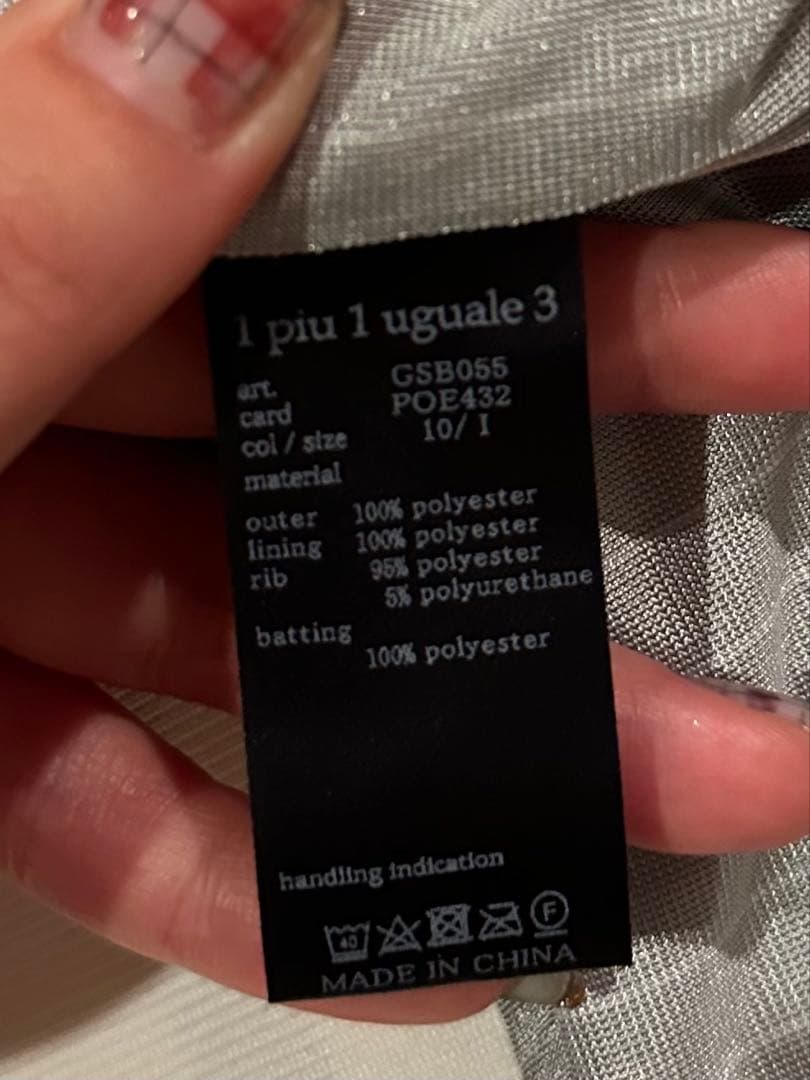 1 piu 1 uguale 3
art. GSB055
card POE432
col / size 10/ I
material
outer 100% polyester
lining 100% polyester
rib 95% polyester
5% polyurethane
batting
100% polyester
handling indication
40 F
MADE IN CHINA